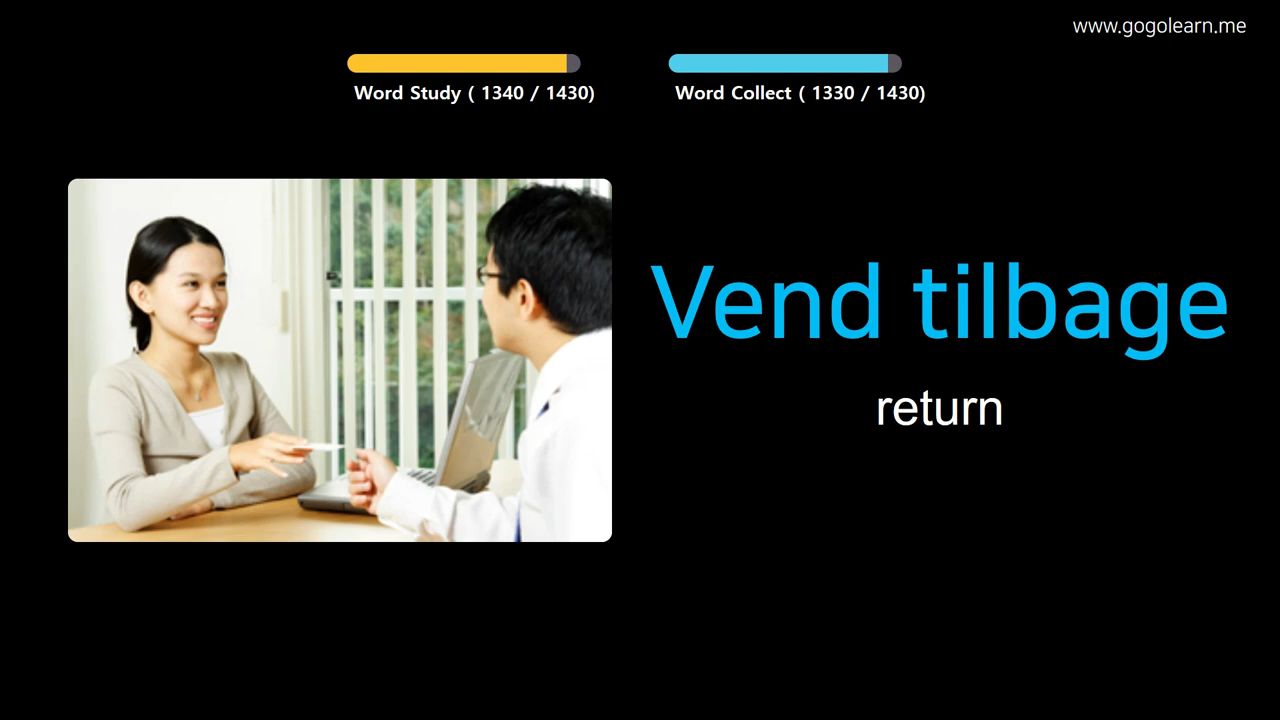 www.gogolearn.me
Word Study ( 1340 / 1430)
Word Collect ( 1330 / 1430)
Vend tilbage
return